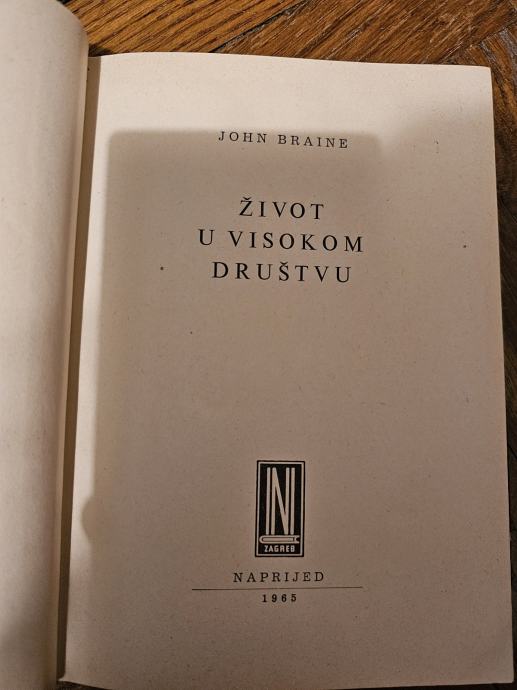 JOHN BRAINE
ŽIVOT
U VISOKOM
DRUŠTVU
N
ZAGREB
NAPRIJED
1965